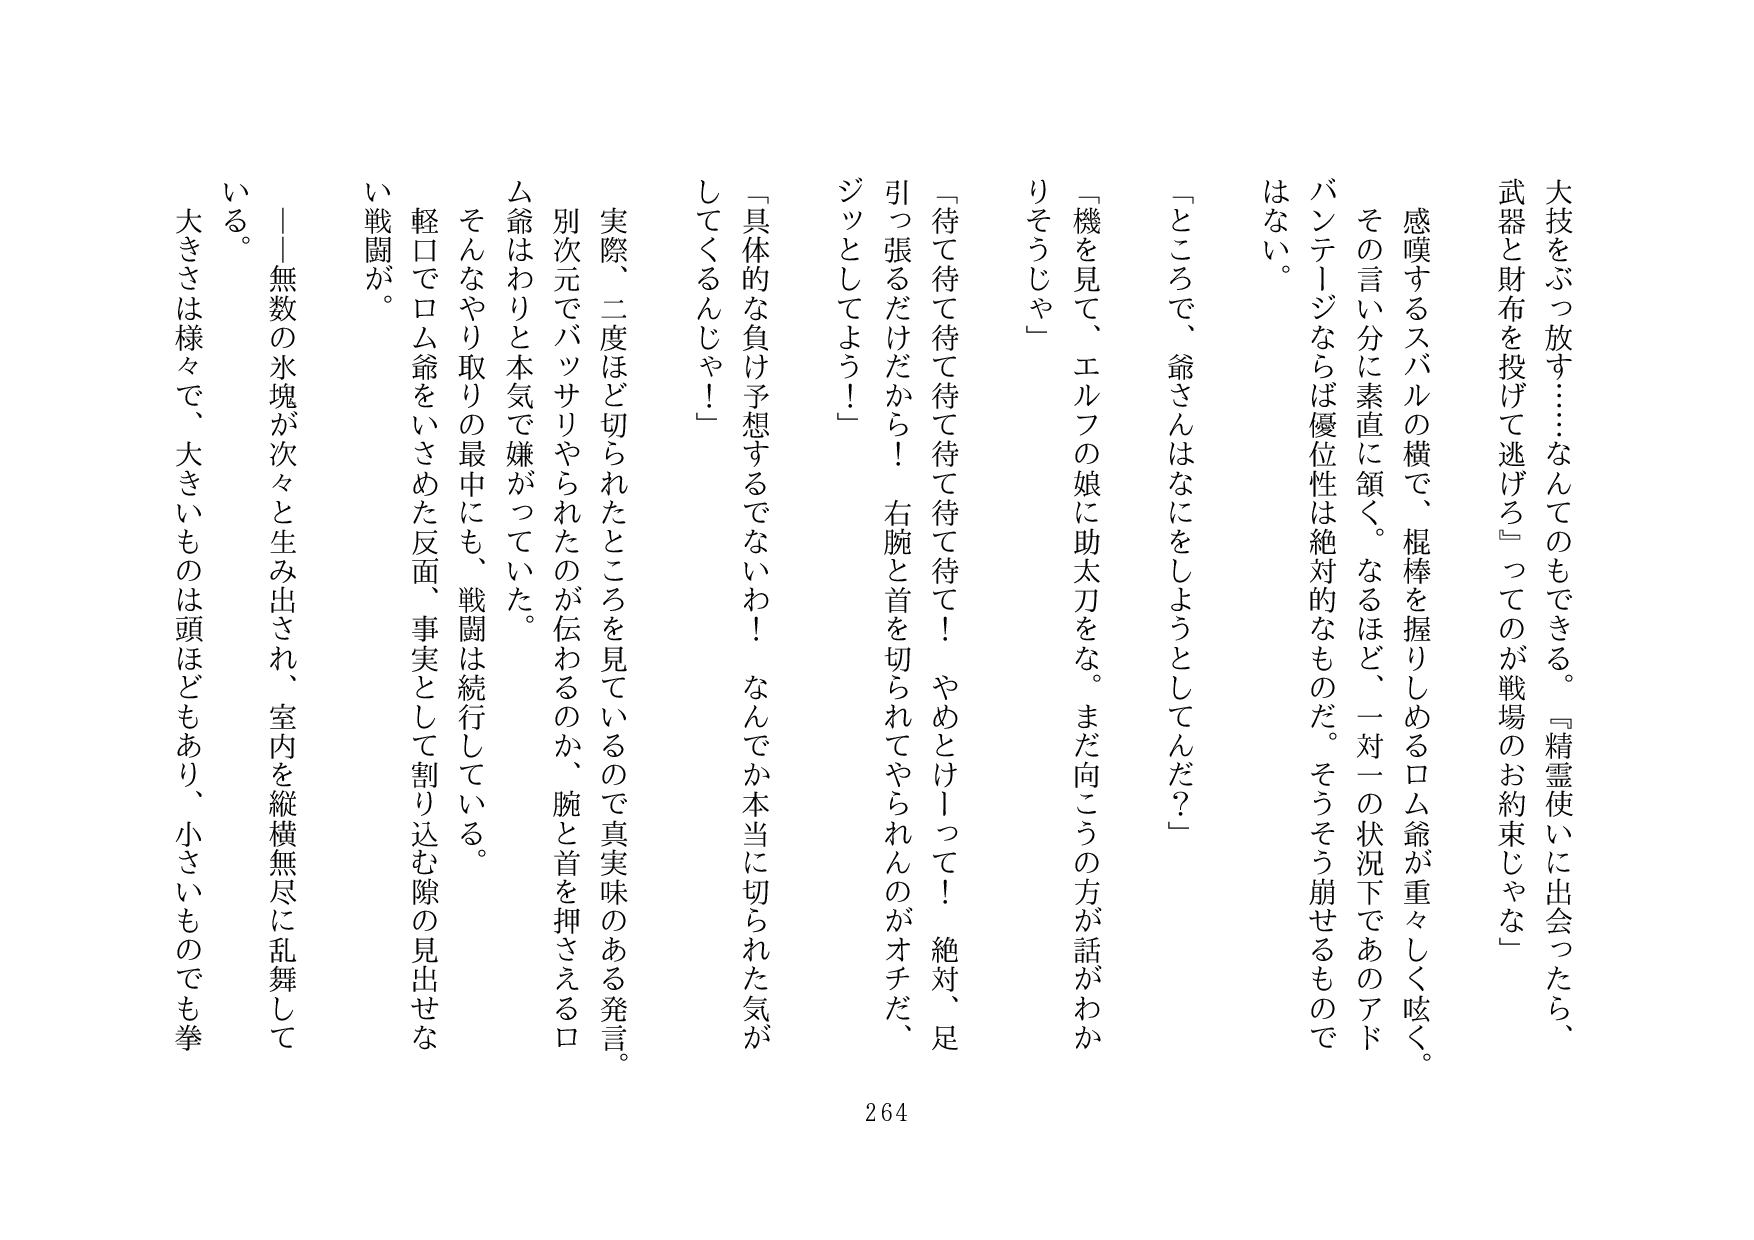 大技をぶっ放す……なんてのもできる。『精霊使いに出会ったら、
武器と財布を投げて逃げろ』ってのが戦場のお約束じゃな」
感嘆するスバルの横で、棍棒を握りしめるロム爺が重々しく呟く。
その言い分に素直に頷く。なるほど、一対一の状況下であのアド
バンテージならば優位性は絶対的なものだ。そうそう崩せるもので
はない。
「ところで、爺さんはなにをしようとしてんだ？」
「機を見て、エルフの娘に助太刀をな。まだ向こうの方が話がわか
りそうじゃ」
「待て待て待て待て待て待て待て！　やめとけーって！　絶対、足
引っ張るだけだから！　右腕と首を切られてやられんのがオチだ、
ジッとしてよう！」
「具体的な負け予想するでないわ！　なんでか本当に切られた気が
してくるんじゃ！」
実際、二度ほど切られたところを見ているので真実味のある発言。
別次元でバッサリやられたのが伝わるのか、腕と首を押さえるロ
ム爺はわりと本気で嫌がっていた。
そんなやり取りの最中にも、戦闘は続行している。
軽口でロム爺をいさめた反面、事実として割り込む隙の見出せな
い戦闘が。
――無数の氷塊が次々と生み出され、室内を縦横無尽に乱舞して
いる。
大きさは様々で、大きいものは頭ほどもあり、小さいものでも拳
264